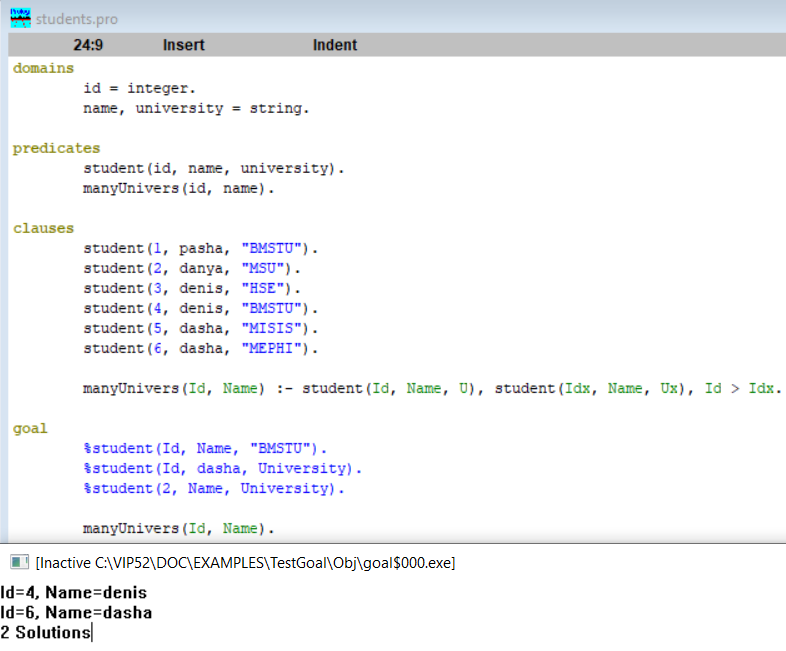 students.pro
24:9 Insert Indent
domains
id = integer.
name, university = string.
predicates
student(id, name, university).
manyUnivers(id, name).
clauses
student(1, pasha, "BMSTU").
student(2, danya, "MSU").
student(3, denis, "HSE").
student(4, denis, "BMSTU").
student(5, dasha, "MISIS").
student(6, dasha, "MEPHI").
manyUnivers(Id, Name) :- student(Id, Name, U), student(Idx, Name, Ux), Id > Idx.
goal
%student(Id, Name, "BMSTU").
%student(Id, dasha, University).
%student(2, Name, University).
manyUnivers(Id, Name).
[Inactive C:\VIP52\DOC\EXAMPLES\TestGoal\Obj\goal$000.exe]
Id=4, Name=denis
Id=6, Name=dasha
2 Solutions